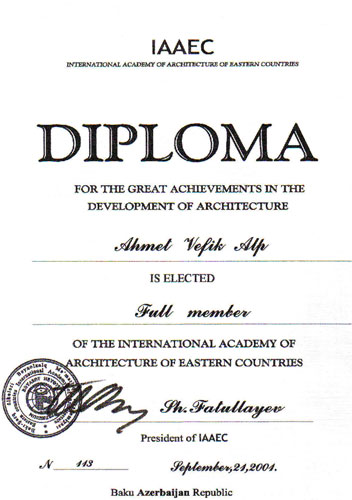 IAAEC
INTERNATIONAL ACADEMY OF ARCHITECTURE OF EASTERN COUNTRIES
DIPLOMA
FOR THE GREAT ACHIEVEMENTS IN THE
DEVELOPMENT OF ARCHITECTURE
Ahmet Vefik Alp
IS ELECTED
Full member
OF THE INTERNATIONAL ACADEMY OF
ARCHITECTURE OF EASTERN COUNTRIES
Sh. Fatullayev
President of IAAEC
N 113 September,21,2001.
Baku Azerbaijan Republic